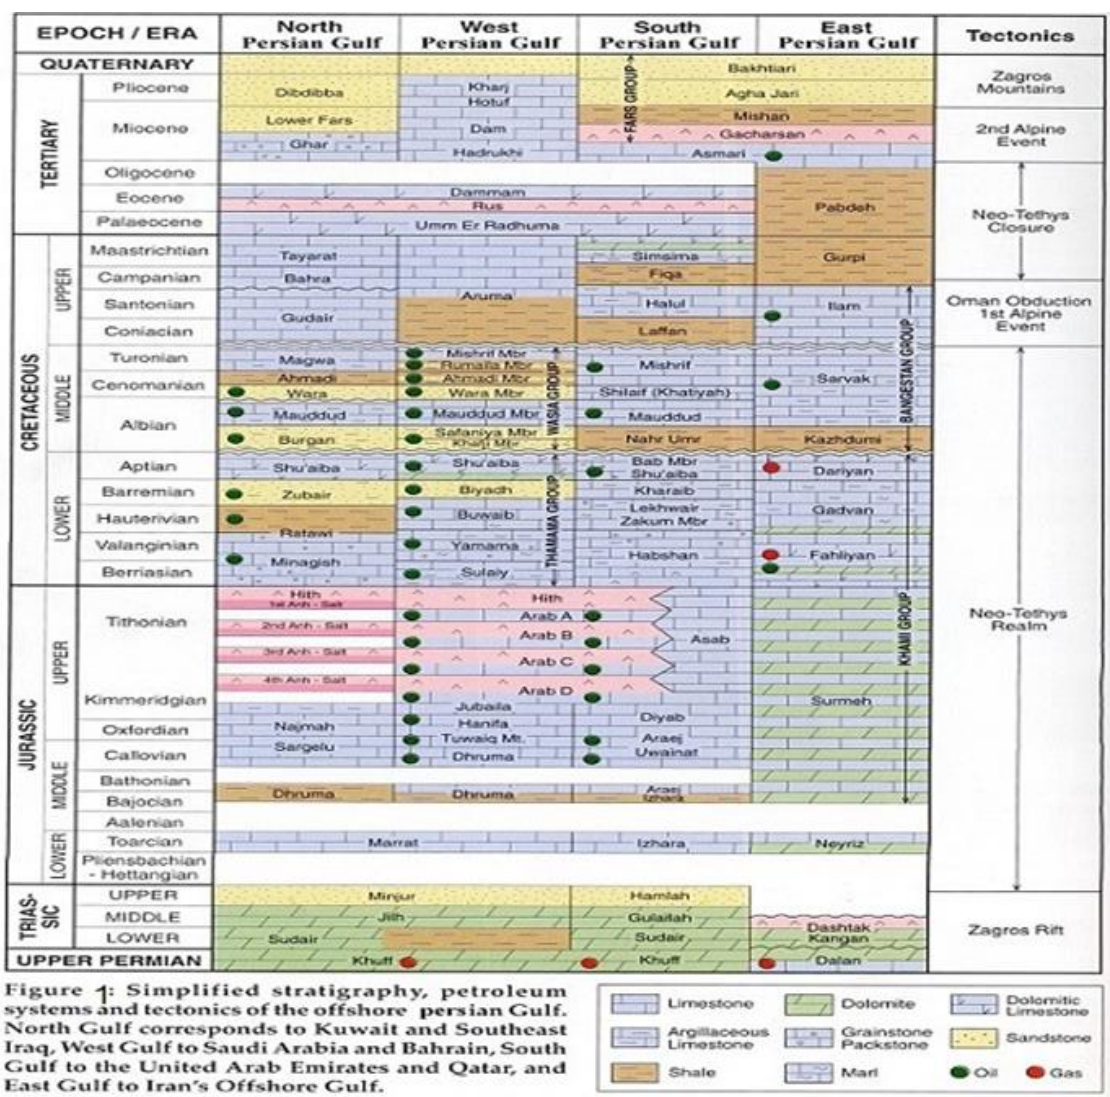 EPOCH / ERA
North
Persian Gulf
West
Persian Gulf
South
Persian Gulf
East
Persian Gulf
Tectonics
QUATERNARY
TERTIARY
Pliocene
Miocene
Oligocene
Eocene
Palaeocene
CRETACEOUS
UPPER
Maastrichtian
Campanian
Santonian
Coniacian
MIDDLE
Turonian
Cenomanian
Albian
LOWER
Aptian
Barremian
Hauterivian
Valanginian
Berriasian
JURASSIC
UPPER
Tithonian
Kimmeridgian
Oxfordian
MIDDLE
Callovian
Bathonian
Bajocian
Aalenian
LOWER
Toarcian
Pliensbachian
- Hettangian
TRIAS-
SIC
UPPER
MIDDLE
LOWER
UPPER PERMIAN
Dibdibba
Lower Fars
Ghar
Kharj
Hofuf
Dam
Hadrukhi
FARS GROUP
Bakhtiari
Agha Jari
Mishan
Gachsaran
Asmari
Dammam
Rus
Umm Er Radhuma
Pabdeh
Tayarat
Bahra
Gudair
Aruma
Simsima
Fiqa
Halul
Laffan
Gurpi
Ilam
Magwa
Ahmadi
Wara
Mauddud
Burgan
Mishrif Mbr
Rumaila Mbr
Ahmadi Mbr
Wara Mbr
Mauddud Mbr
Safaniya Mbr
Khafji Mbr
WASIA GROUP
Mishrif
Shilaif (Khatiyah)
Mauddud
Nahr Umr
Sarvak
Kazhdumi
BANGESTAN GROUP
Shu'aiba
Zubair
Ratawi
Minagish
Shu'aiba
Biyadh
Buwaib
Yamama
Sulaiy
THAMAMA GROUP
Bab Mbr
Shu'aiba
Kharaib
Lekhwair
Zakum Mbr
Habshan
Dariyan
Gadvan
Fahliyan
KHAMI GROUP
Hith
1st Anh - Salt
2nd Anh - Salt
3rd Anh - Salt
4th Anh - Salt
Hith
Arab A
Arab B
Arab C
Arab D
Asab
Surmeh
Najmah
Sargelu
Jubaila
Hanifa
Tuwaiq Mt.
Dhruma
Diyab
Araej
Uwainat
Dhruma
Dhruma
Araej
Izhara
Marrat
Izhara
Neyriz
Minjur
Jilh
Sudair
Khuff
Hamlah
Gulailah
Sudair
Khuff
Dashtak
Kangan
Dalan
Zagros
Mountains
2nd Alpine
Event
Neo-Tethys
Closure
Oman Obduction
1st Alpine
Event
Neo-Tethys
Realm
Zagros Rift
Figure 1: Simplified stratigraphy, petroleum
systems and tectonics of the offshore persian Gulf.
North Gulf corresponds to Kuwait and Southeast
Iraq, West Gulf to Saudi Arabia and Bahrain, South
Gulf to the United Arab Emirates and Qatar, and
East Gulf to Iran's Offshore Gulf.
Limestone
Dolomite
Dolomitic
Limestone
Argillaceous
Limestone
Grainstone
Packstone
Sandstone
Shale
Marl
Oil
Gas